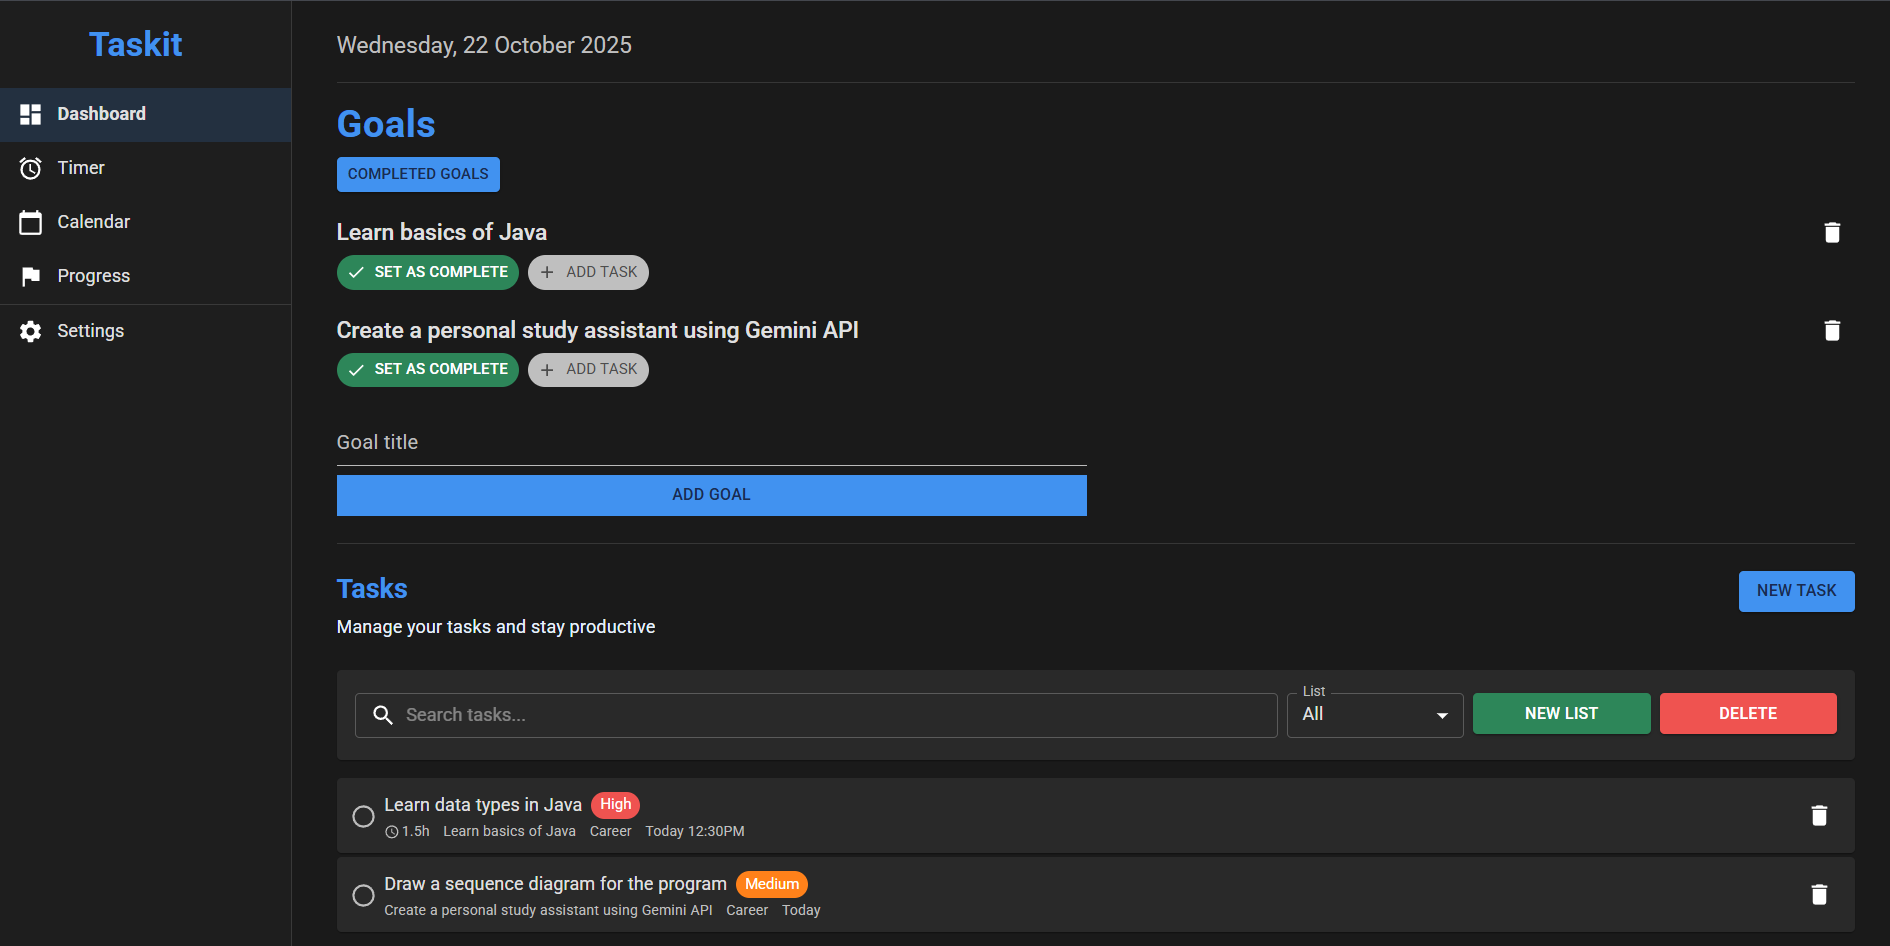 Taskit
Dashboard
Timer
Calendar
Progress
Settings
Wednesday, 22 October 2025
Goals
COMPLETED GOALS
Learn basics of Java
SET AS COMPLETE ADD TASK
Create a personal study assistant using Gemini API
SET AS COMPLETE ADD TASK
Goal title
ADD GOAL
Tasks
NEW TASK
Manage your tasks and stay productive
Search tasks...
List
All
NEW LIST
DELETE
Learn data types in Java High
1.5h Learn basics of Java Career Today 12:30PM
Draw a sequence diagram for the program Medium
Create a personal study assistant using Gemini API Career Today